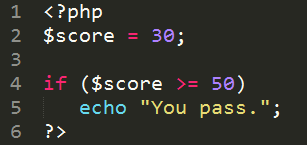 1 <?php
2 $score = 30;
3
4 if ($score >= 50)
5     echo "You pass.";
6 ?>